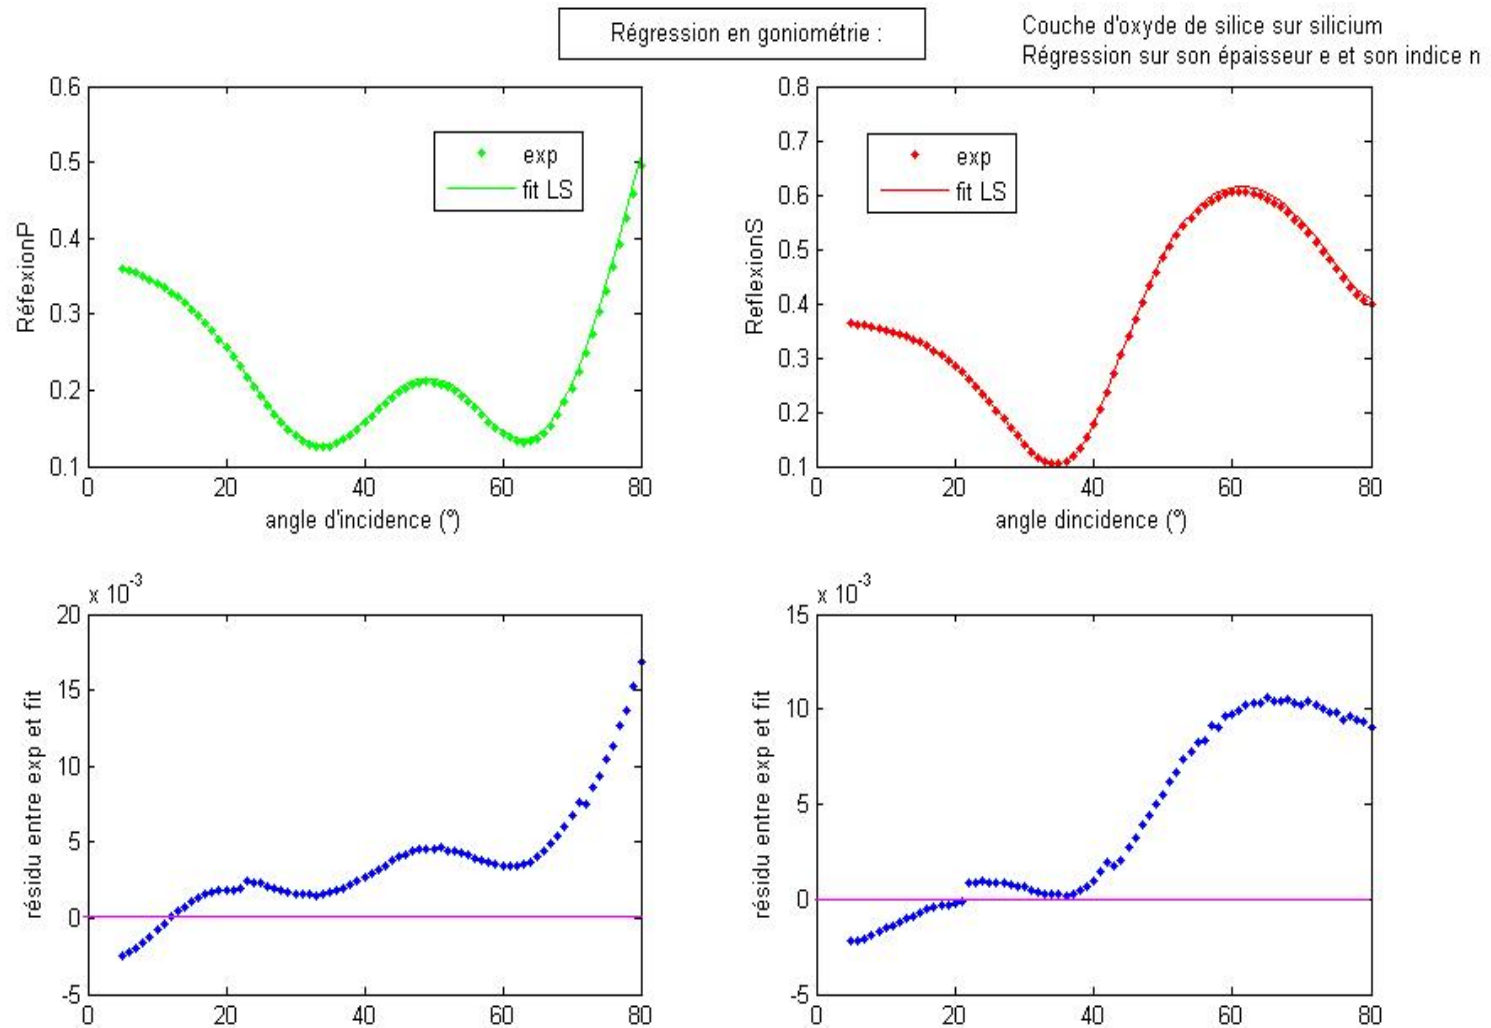 Régression en goniométrie :
Couche d'oxyde de silice sur silicium
Régression sur son épaisseur e et son indice n
0.6
0.5
0.4
0.3
0.2
0.1
RéfexionP
exp
fit LS
0 20 40 60 80
angle d'incidence (°)
0.8
0.7
0.6
0.5
0.4
0.3
0.2
0.1
ReflexionS
exp
fit LS
0 20 40 60 80
angle dincidence (°)
x 10-3
20
15
10
5
0
-5
résidu entre exp et fit
0 20 40 60 80
x 10-3
15
10
5
0
-5
résidu entre exp et fit
0 20 40 60 80